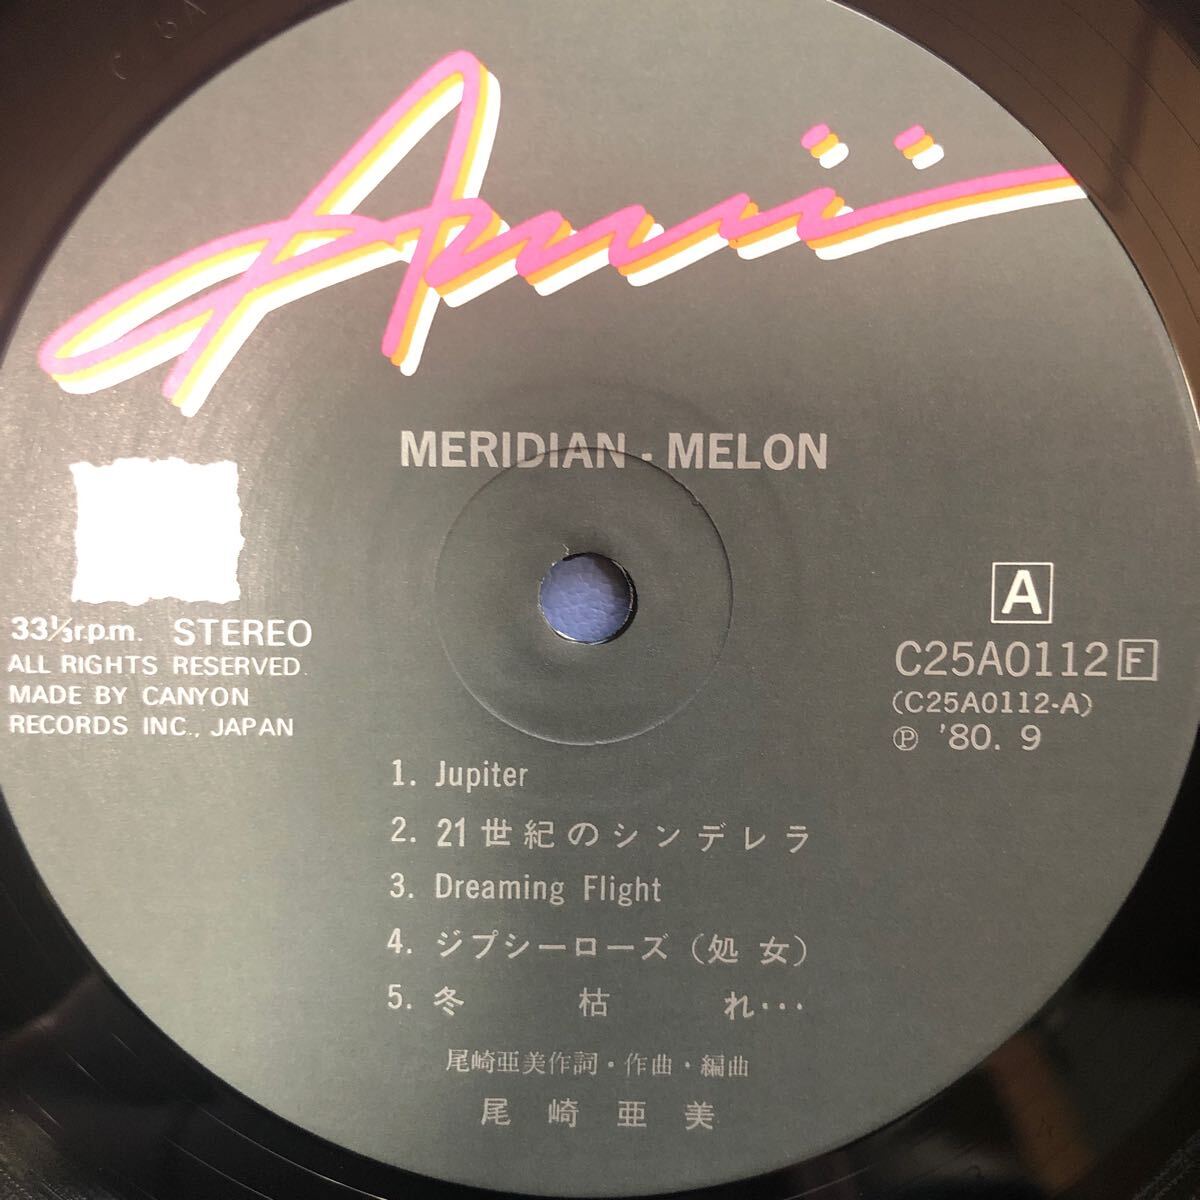 Amii
MERIDIAN · MELON
33⅓r.p.m. STEREO
ALL RIGHTS RESERVED.
MADE BY CANYON
RECORDS INC., JAPAN
A
C25A0112 F
(C25A0112-A)
Ⓟ '80. 9
1. Jupiter
2. 21世紀のシンデレラ
3. Dreaming Flight
4. ジプシーローズ（処女）
5. 冬枯れ…
尾崎亜美作詞・作曲・編曲
尾崎亜美